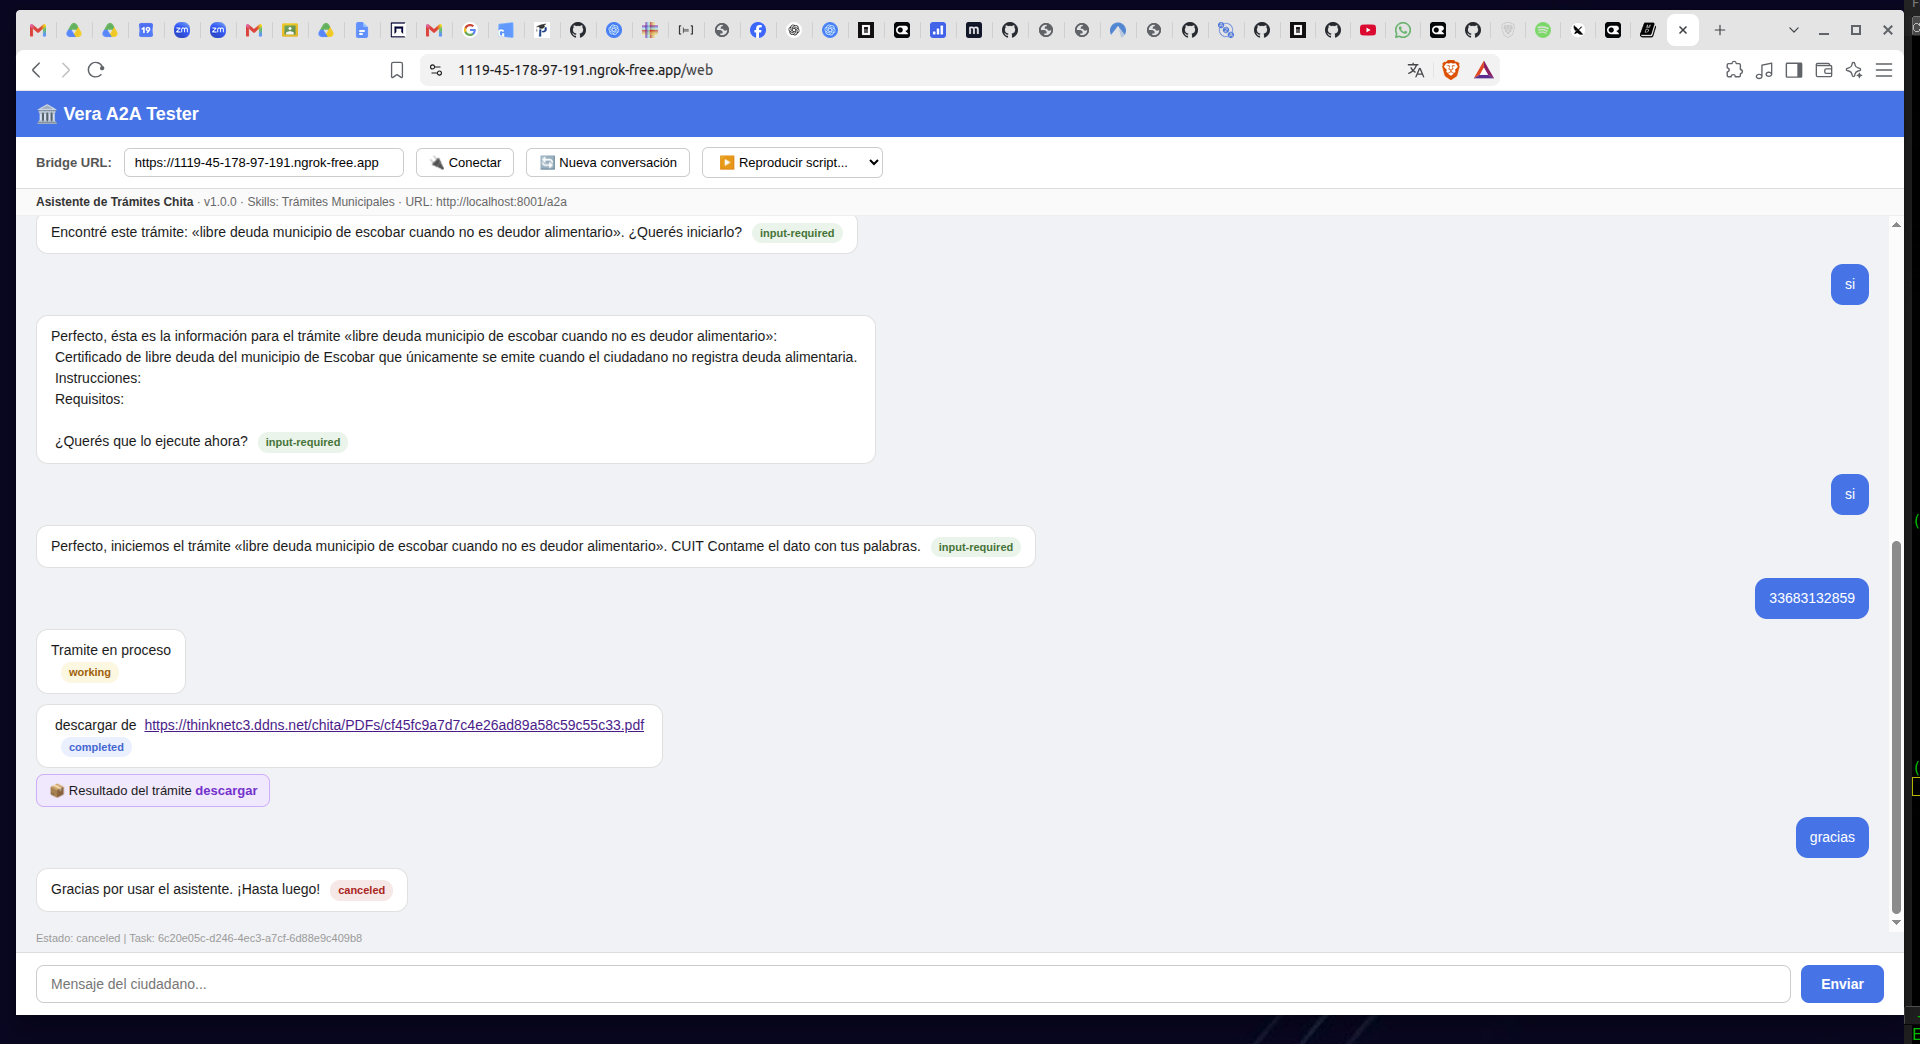 1119-45-178-97-191.ngrok-free.app/web
🏛️ Vera A2A Tester
Bridge URL: https://1119-45-178-97-191.ngrok-free.app 🔌 Conectar 🔄 Nueva conversación ▶️ Reproducir script...
Asistente de Trámites Chita · v1.0.0 · Skills: Trámites Municipales · URL: http://localhost:8001/a2a
Encontré este trámite: «libre deuda municipio de escobar cuando no es deudor alimentario». ¿Querés iniciarlo? input-required
si
Perfecto, ésta es la información para el trámite «libre deuda municipio de escobar cuando no es deudor alimentario»:
Certificado de libre deuda del municipio de Escobar que únicamente se emite cuando el ciudadano no registra deuda alimentaria.
Instrucciones:
Requisitos:
¿Querés que lo ejecute ahora? input-required
si
Perfecto, iniciemos el trámite «libre deuda municipio de escobar cuando no es deudor alimentario». CUIT Contame el dato con tus palabras. input-required
33683132859
Tramite en proceso
working
descargar de https://thinknetc3.ddns.net/chita/PDFs/cf45fc9a7d7c4e26ad89a58c59c55c33.pdf
completed
📦 Resultado del trámite descargar
gracias
Gracias por usar el asistente. ¡Hasta luego! canceled
Estado: canceled | Task: 6c20e05c-d246-4ec3-a7cf-6d88e9c409b8
Mensaje del ciudadano...
Enviar